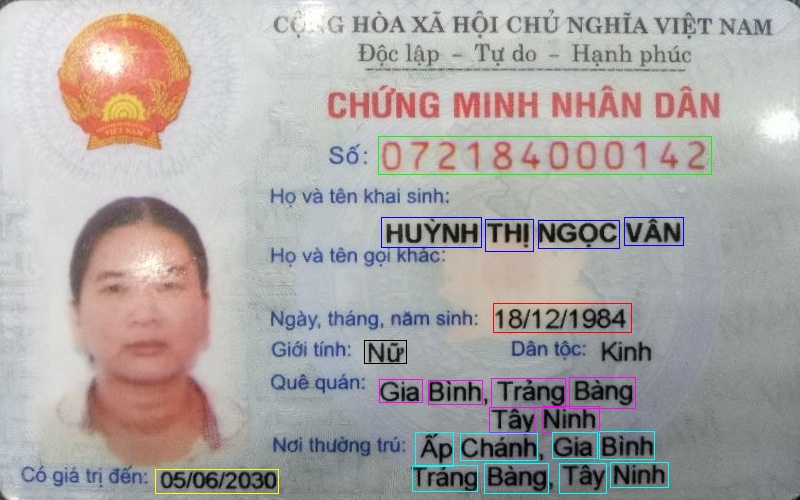 CỘNG HÒA XÃ HỘI CHỦ NGHĨA VIỆT NAM
Độc lập - Tự do - Hạnh phúc
CHỨNG MINH NHÂN DÂN
Số: 072184000142
Họ và tên khai sinh:
HUỲNH THỊ NGỌC VÂN
Họ và tên gọi khác:
Ngày, tháng, năm sinh: 18/12/1984
Giới tính: Nữ Dân tộc: Kinh
Quê quán: Gia Bình, Trảng Bàng
Tây Ninh
Nơi thường trú: Ấp Chánh, Gia Bình
Trảng Bàng, Tây Ninh
Có giá trị đến: 05/06/2030
VIỆT NAM